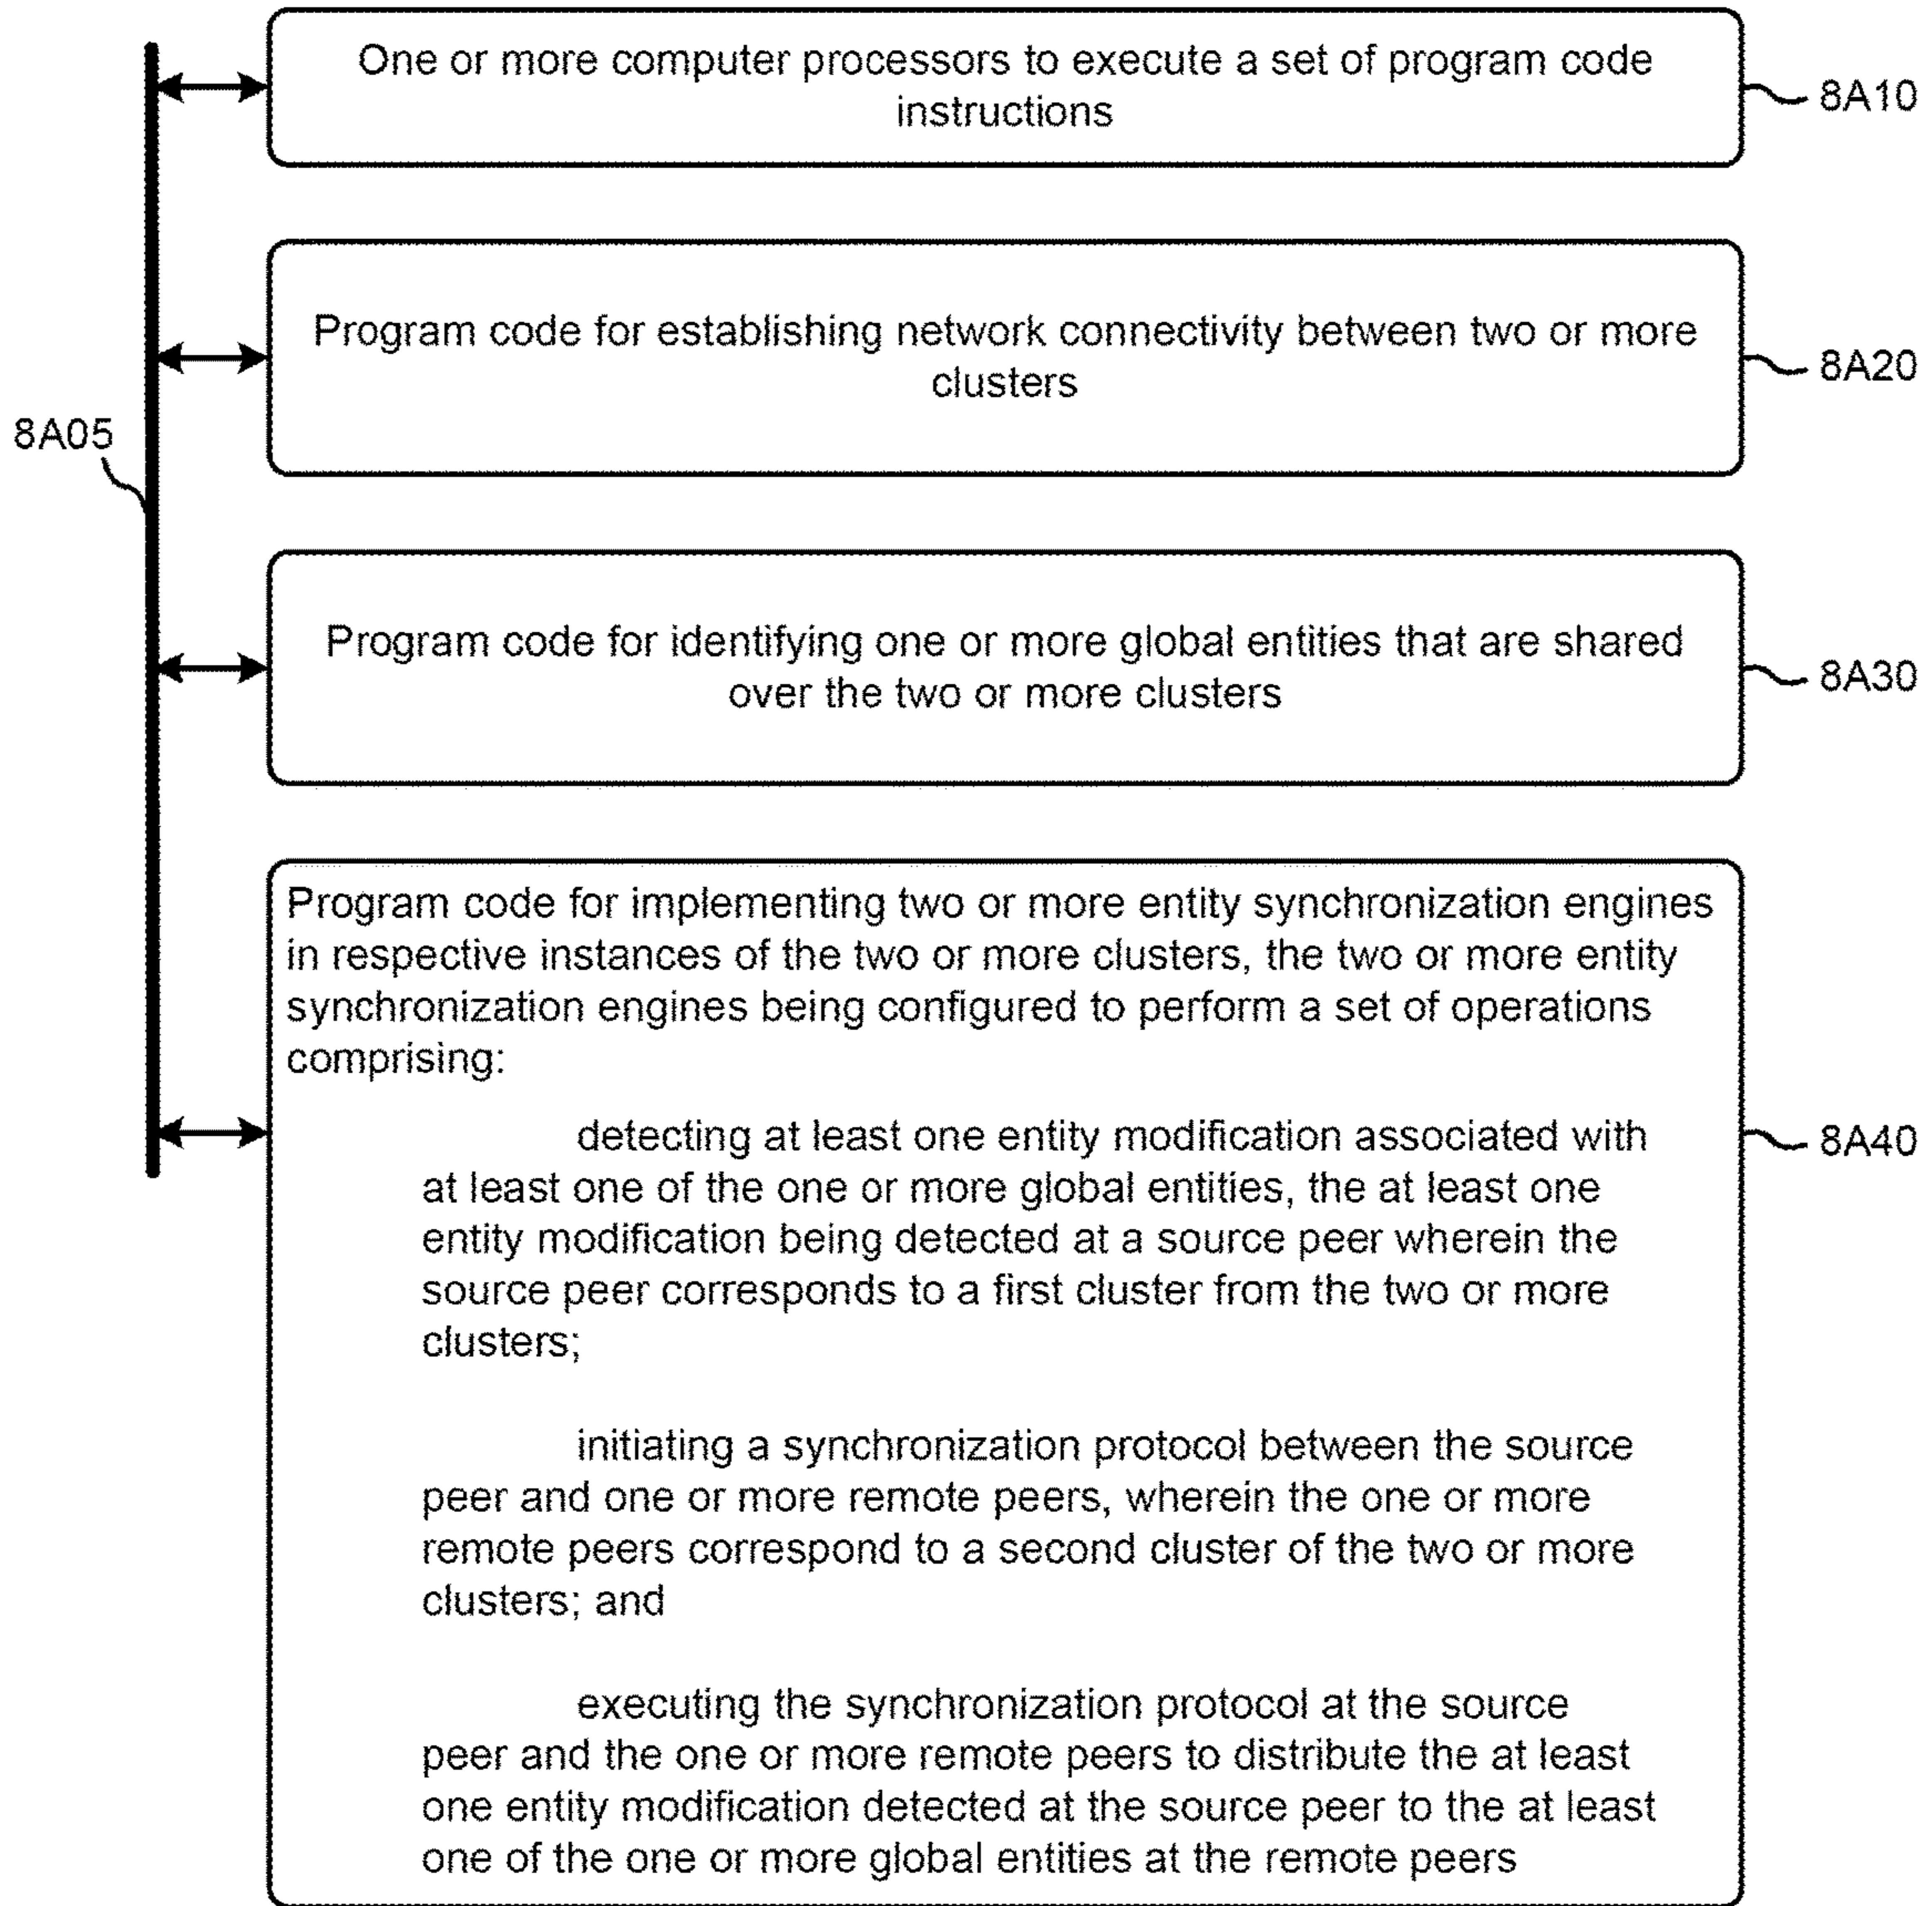 One or more computer processors to execute a set of program code
instructions
8A10
Program code for establishing network connectivity between two or more
clusters
8A20
8A05
Program code for identifying one or more global entities that are shared
over the two or more clusters
8A30
Program code for implementing two or more entity synchronization engines
in respective instances of the two or more clusters, the two or more entity
synchronization engines being configured to perform a set of operations
comprising:
detecting at least one entity modification associated with
at least one of the one or more global entities, the at least one
entity modification being detected at a source peer wherein the
source peer corresponds to a first cluster from the two or more
clusters;
8A40
initiating a synchronization protocol between the source
peer and one or more remote peers, wherein the one or more
remote peers correspond to a second cluster of the two or more
clusters; and
executing the synchronization protocol at the source
peer and the one or more remote peers to distribute the at least
one entity modification detected at the source peer to the at least
one of the one or more global entities at the remote peers